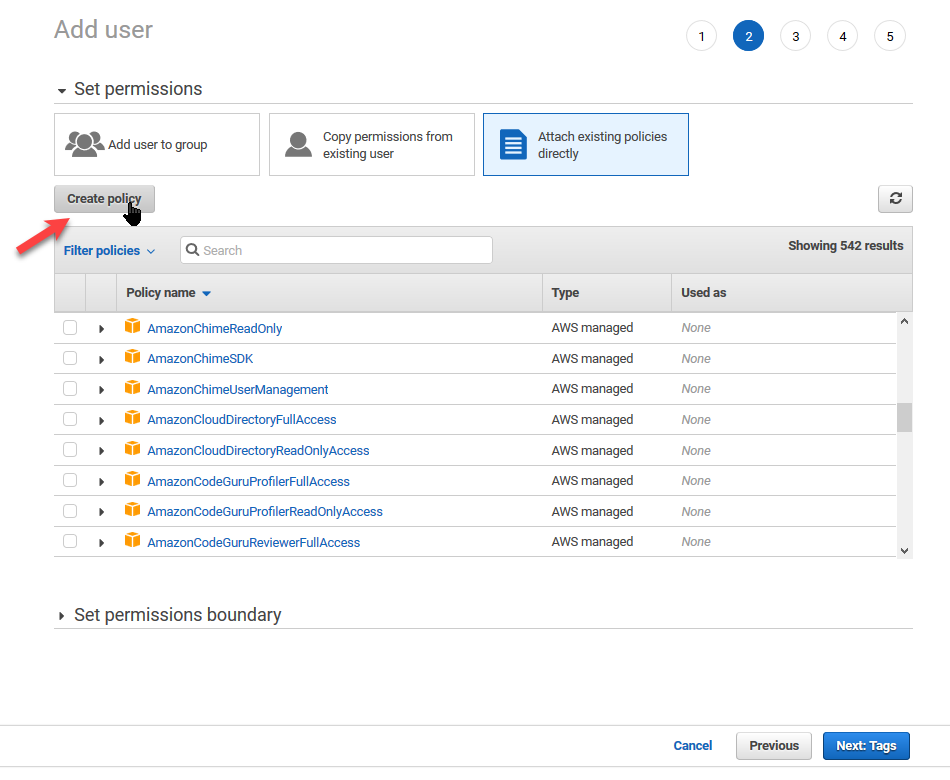 Add user
1 2 3 4 5
Set permissions
Add user to group
Copy permissions from
existing user
Attach existing policies
directly
Create policy
Filter policies Search Showing 542 results
Policy name Type Used as
AmazonChimeReadOnly AWS managed None
AmazonChimeSDK AWS managed None
AmazonChimeUserManagement AWS managed None
AmazonCloudDirectoryFullAccess AWS managed None
AmazonCloudDirectoryReadOnlyAccess AWS managed None
AmazonCodeGuruProfilerFullAccess AWS managed None
AmazonCodeGuruProfilerReadOnlyAccess AWS managed None
AmazonCodeGuruReviewerFullAccess AWS managed None
Set permissions boundary
Cancel Previous Next: Tags